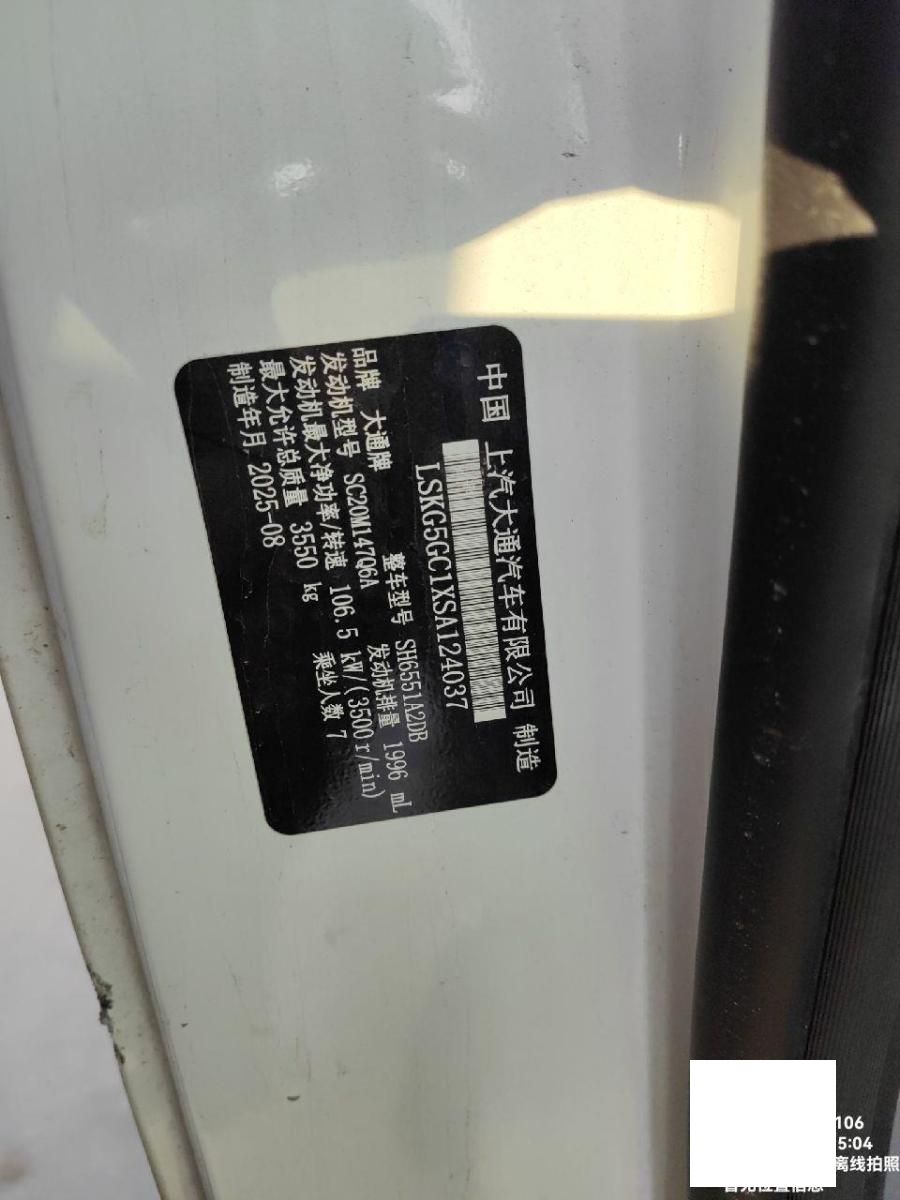 中国 上汽大通汽车有限公司 制造
LSKG5GC1XSA124037
品牌 大通牌 整车型号 SH6551A2DB
发动机型号 SC20M147Q6A 发动机排量 1996 mL
发动机最大净功率/转速 106.5 kW/(3500r/min)
最大允许总质量 3550 kg 乘坐人数 7
制造年月 2025-08
106
5:04
离线拍照